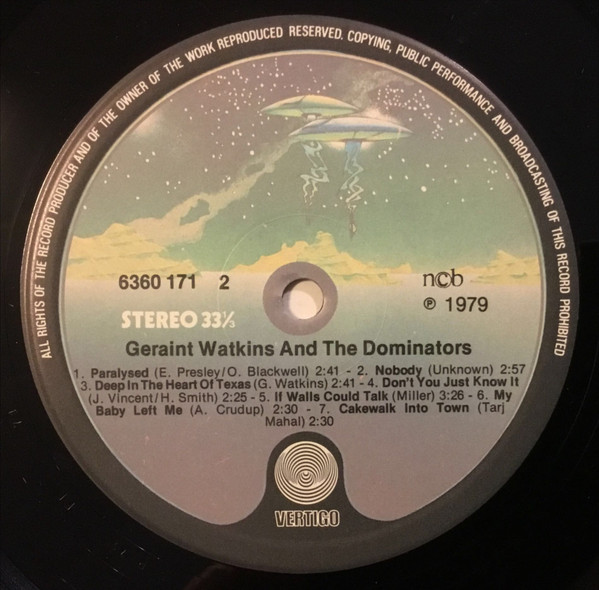 ALL RIGHTS OF THE RECORD PRODUCER AND OF THE OWNER OF THE WORK REPRODUCED RESERVED. COPYING, PUBLIC PERFORMANCE AND BROADCASTING OF THIS RECORD PROHIBITED
6360 171 2
ncb
℗ 1979
STEREO 33⅓
Geraint Watkins And The Dominators
1. Paralysed (E. Presley/O. Blackwell) 2:41 - 2. Nobody (Unknown) 2:57
3. Deep In The Heart Of Texas (G. Watkins) 2:41 - 4. Don't You Just Know It
(J. Vincent/H. Smith) 2:25 - 5. If Walls Could Talk (Miller) 3:26 - 6. My
Baby Left Me (A. Crudup) 2:30 - 7. Cakewalk Into Town (Tarj
Mahal) 2:30
VERTIGO